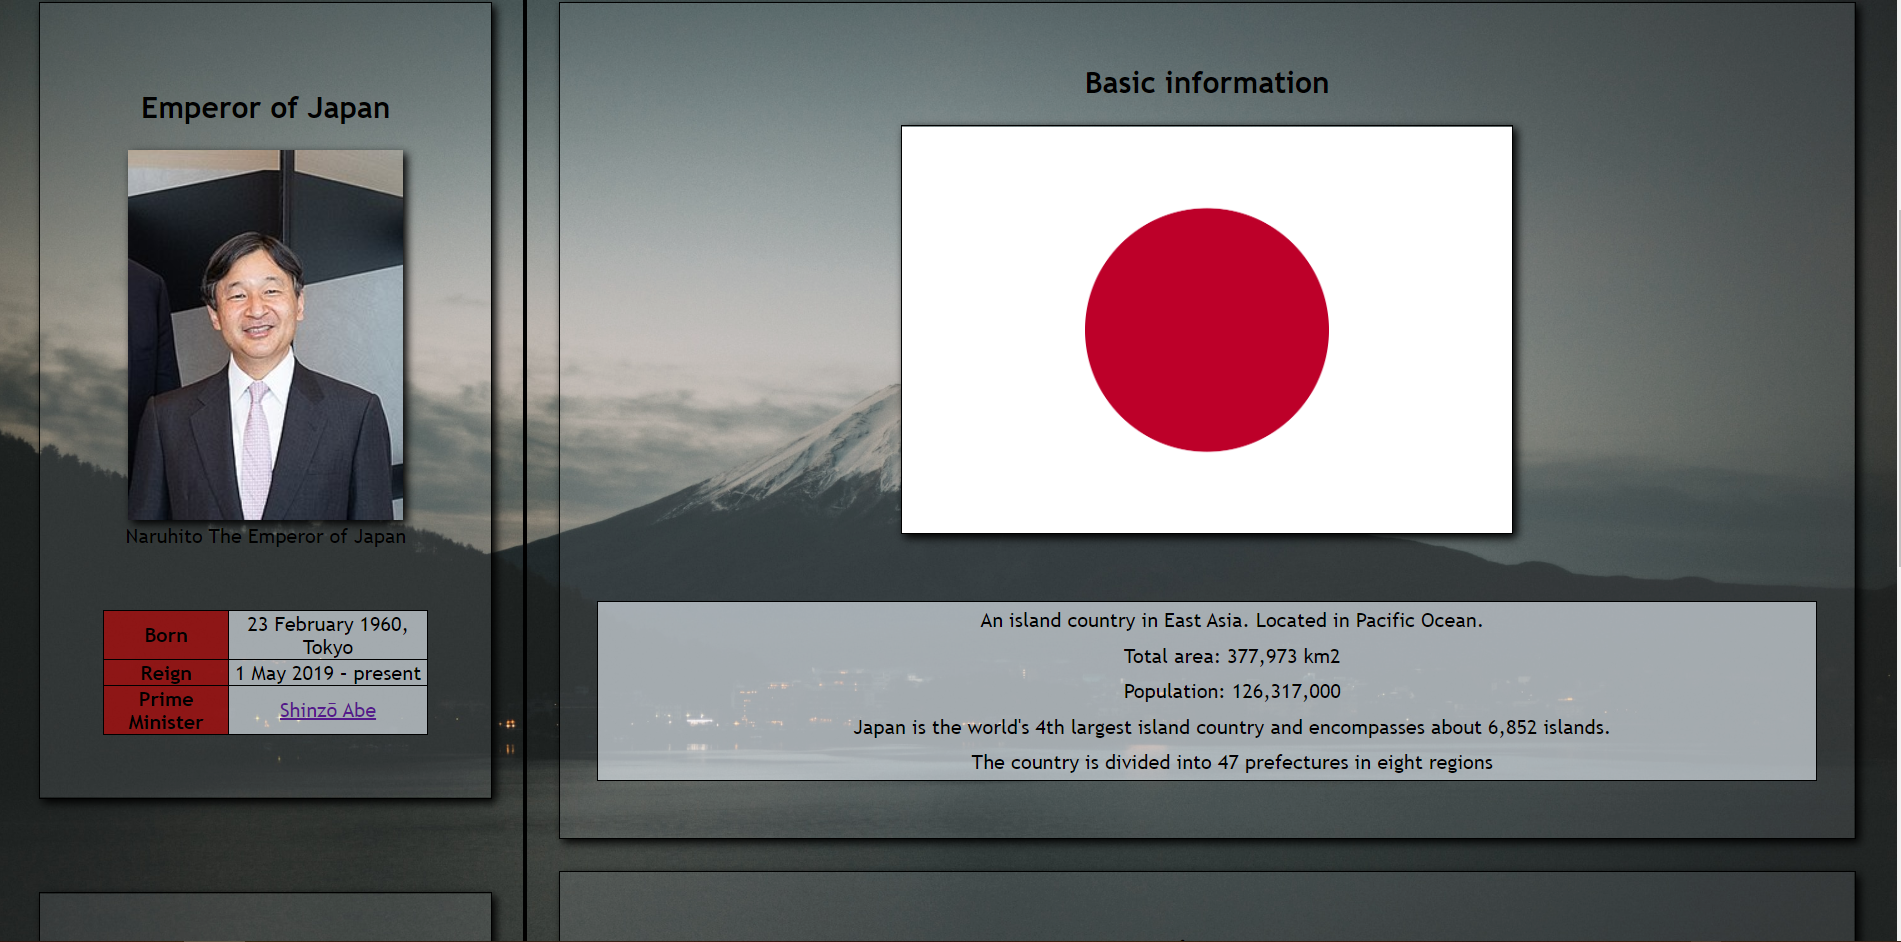 Emperor of Japan
Naruhito The Emperor of Japan
Born
23 February 1960,
Tokyo
Reign
1 May 2019 - present
Prime
Minister
Shinzō Abe
Basic information
An island country in East Asia. Located in Pacific Ocean.
Total area: 377,973 km2
Population: 126,317,000
Japan is the world's 4th largest island country and encompasses about 6,852 islands.
The country is divided into 47 prefectures in eight regions